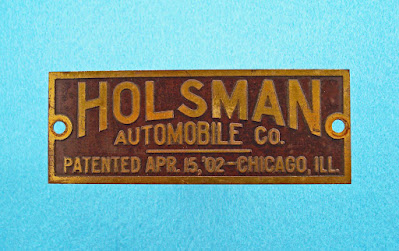 HOLSMAN
AUTOMOBILE CO.
PATENTED APR. 15, '02—CHICAGO, ILL.